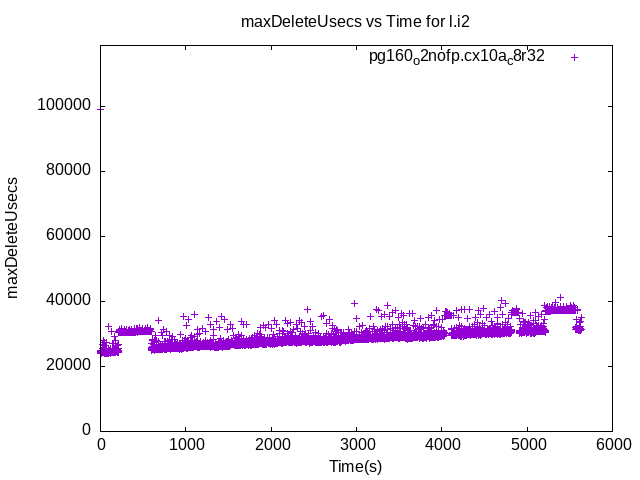 maxDeleteUsecs vs Time for l.i2
pg160o2nofp.cx10ac8r32
maxDeleteUsecs
100000
80000
60000
40000
20000
0
0 1000 2000 3000 4000 5000 6000
Time(s)